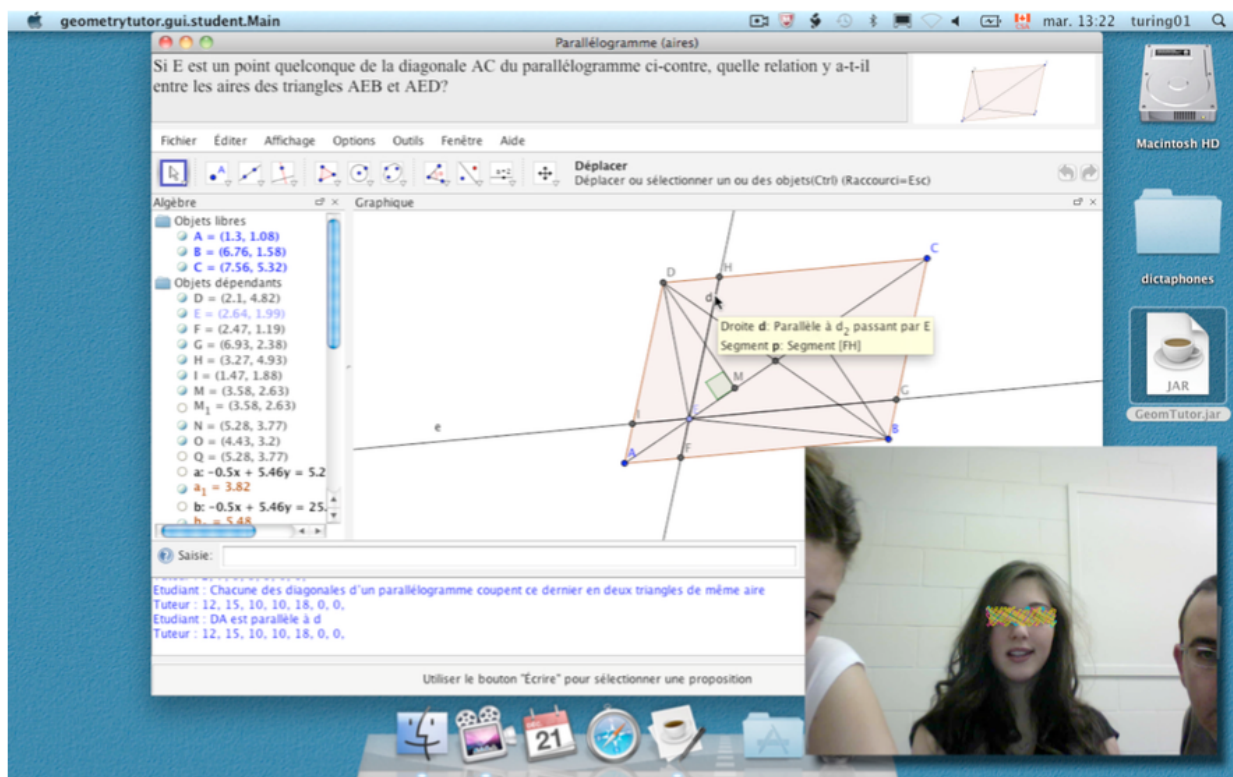 geometrytutor.gui.student.Main
mar. 13:22 turing01
Parallélogramme (aires)
Si E est un point quelconque de la diagonale AC du parallélogramme ci-contre, quelle relation y a-t-il
entre les aires des triangles AEB et AED?
Fichier Éditer Affichage Options Outils Fenêtre Aide
Déplacer
Déplacer ou sélectionner un ou des objets(Ctrl) (Raccourci=Esc)
Algèbre
Graphique
Objets libres
A = (1.3, 1.08)
B = (6.76, 1.58)
C = (7.56, 5.32)
Objets dépendants
D = (2.1, 4.82)
E = (2.64, 1.99)
F = (2.47, 1.19)
G = (6.93, 2.38)
H = (3.27, 4.93)
I = (1.47, 1.88)
M = (3.58, 2.63)
M₁ = (3.58, 2.63)
N = (5.28, 3.77)
O = (4.43, 3.2)
Q = (5.28, 3.77)
a: -0.5x + 5.46y = 5.2
a₁ = 3.82
b: -0.5x + 5.46y = 25.
= 5.48
C
D
H
d
Droite d: Parallèle à d₂ passant par E
Segment p: Segment [FH]
M
G
I
E
e
B
F
A
Saisie:
Etudiant : Chacune des diagonales d'un parallélogramme coupent ce dernier en deux triangles de même aire
Tuteur : 12, 15, 10, 10, 18, 0, 0,
Etudiant : DA est parallèle à d
Tuteur : 12, 15, 10, 10, 18, 0, 0,
Utiliser le bouton "Écrire" pour sélectionner une proposition
Macintosh HD
dictaphones
JAR
GeomTutor.jar
21